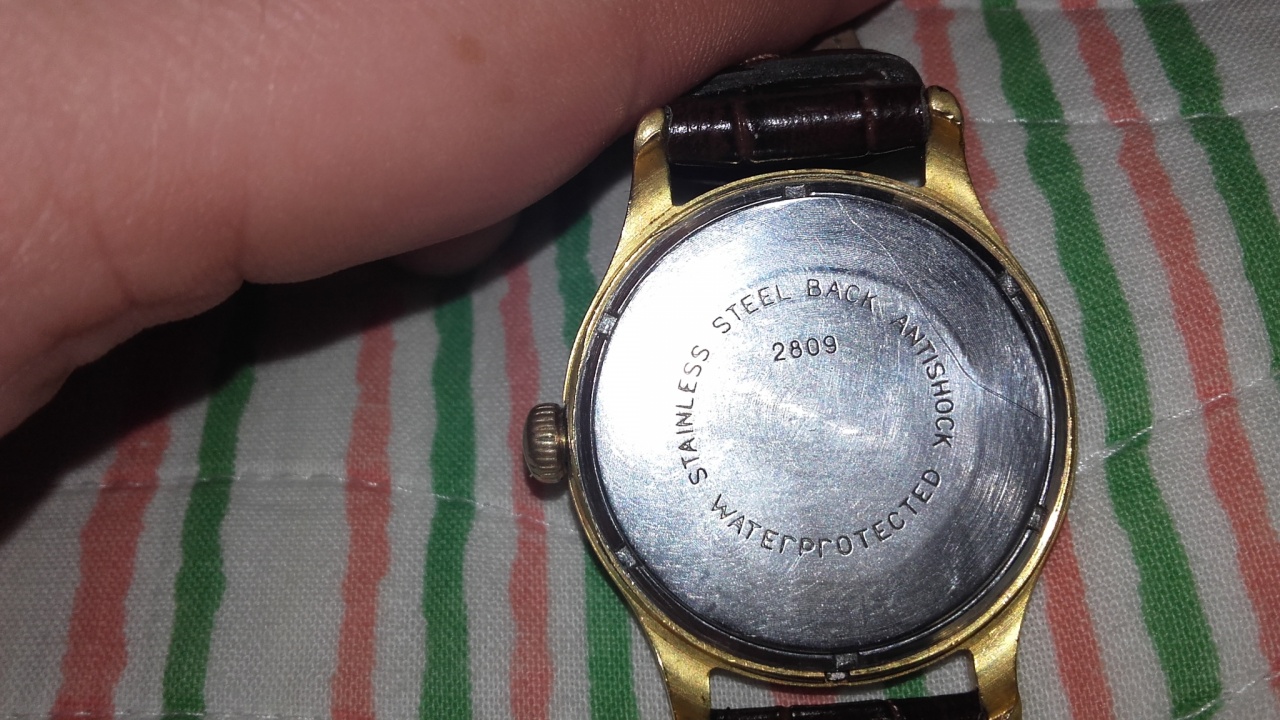 STAINLESS STEEL BACK ANTISHOCK
2809
WATERPROTECTED